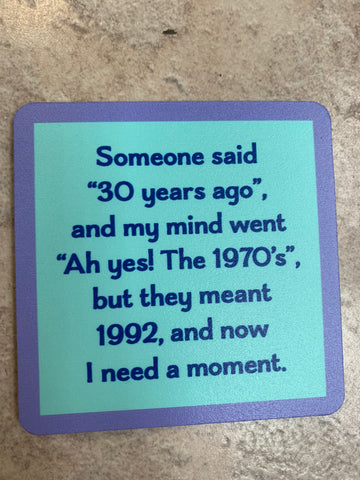 Someone said
“30 years ago”,
and my mind went
“Ah yes! The 1970’s”,
but they meant
1992, and now
I need a moment.